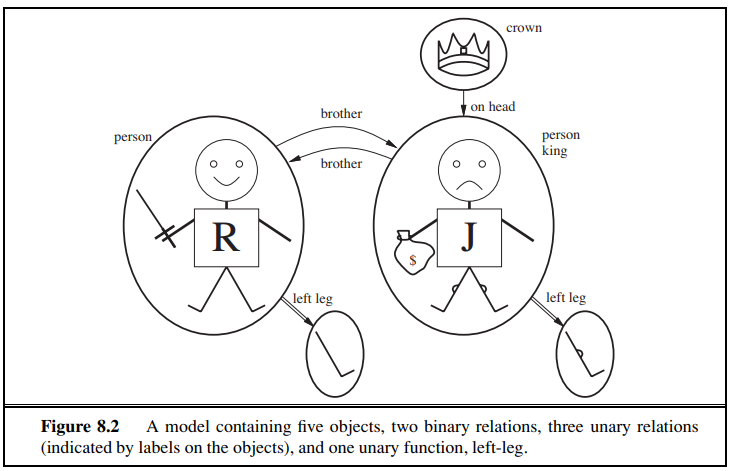 crown
on head
brother
person
person
king
brother
R
J
$
left leg
left leg
Figure 8.2 A model containing five objects, two binary relations, three unary relations
(indicated by labels on the objects), and one unary function, left-leg.